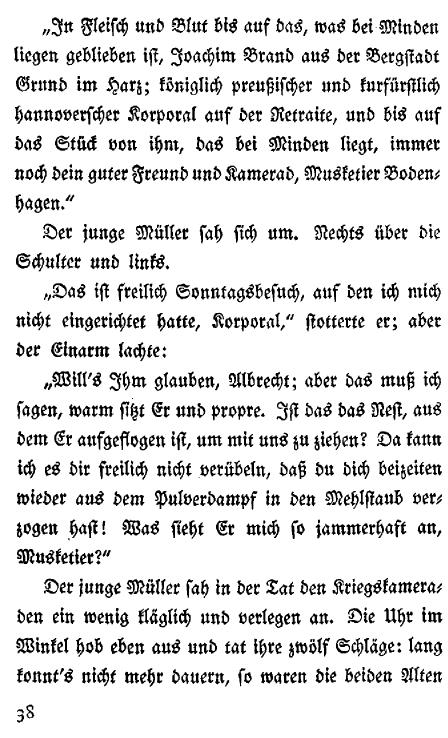 „In Fleisch und Blut bis auf das, was bei Minden
liegen geblieben ist, Joachim Brand aus der Bergstadt
Grund im Harz; königlich preußischer und kurfürstlich
hannoverscher Korporal auf der Retraite, und bis auf
das Stück von ihm, das bei Minden liegt, immer
noch dein guter Freund und Kamerad, Musketier Boden-
hagen.“
Der junge Müller sah sich um. Rechts über die
Schulter und links.
„Das ist freilich Sonntagsbesuch, auf den ich mich
nicht eingerichtet hatte, Korporal,“ stotterte er; aber
der Einarm lachte:
„Will's Ihm glauben, Albrecht; aber das muß ich
sagen, warm sitzt Er und propre. Ist das das Nest, aus
dem Er aufgeflogen ist, um mit uns zu ziehen? Da kann
ich es dir freilich nicht verübeln, daß du dich beizeiten
wieder aus dem Pulverdampf in den Mehlstaub ver-
zogen hast! Was sieht Er mich so jammerhaft an,
Musketier?“
Der junge Müller sah in der Tat den Kriegskamera-
den ein wenig kläglich und verlegen an. Die Uhr im
Winkel hob eben aus und tat ihre zwölf Schläge: lang
konnt's nicht mehr dauern, so waren die beiden Alten
38